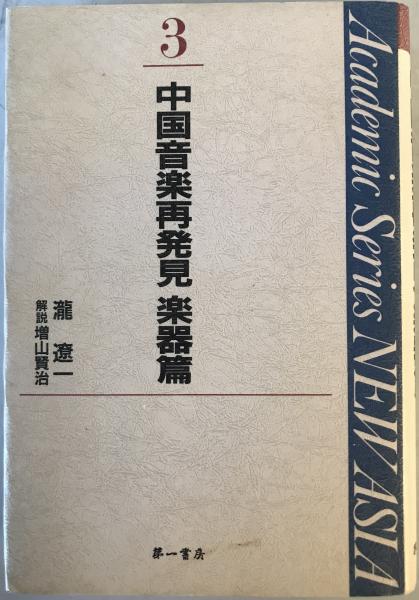 3
中国音楽再発見 楽器篇
瀧 遼一
解説 増山賢治
第一書房
Academic Series NEW ASIA